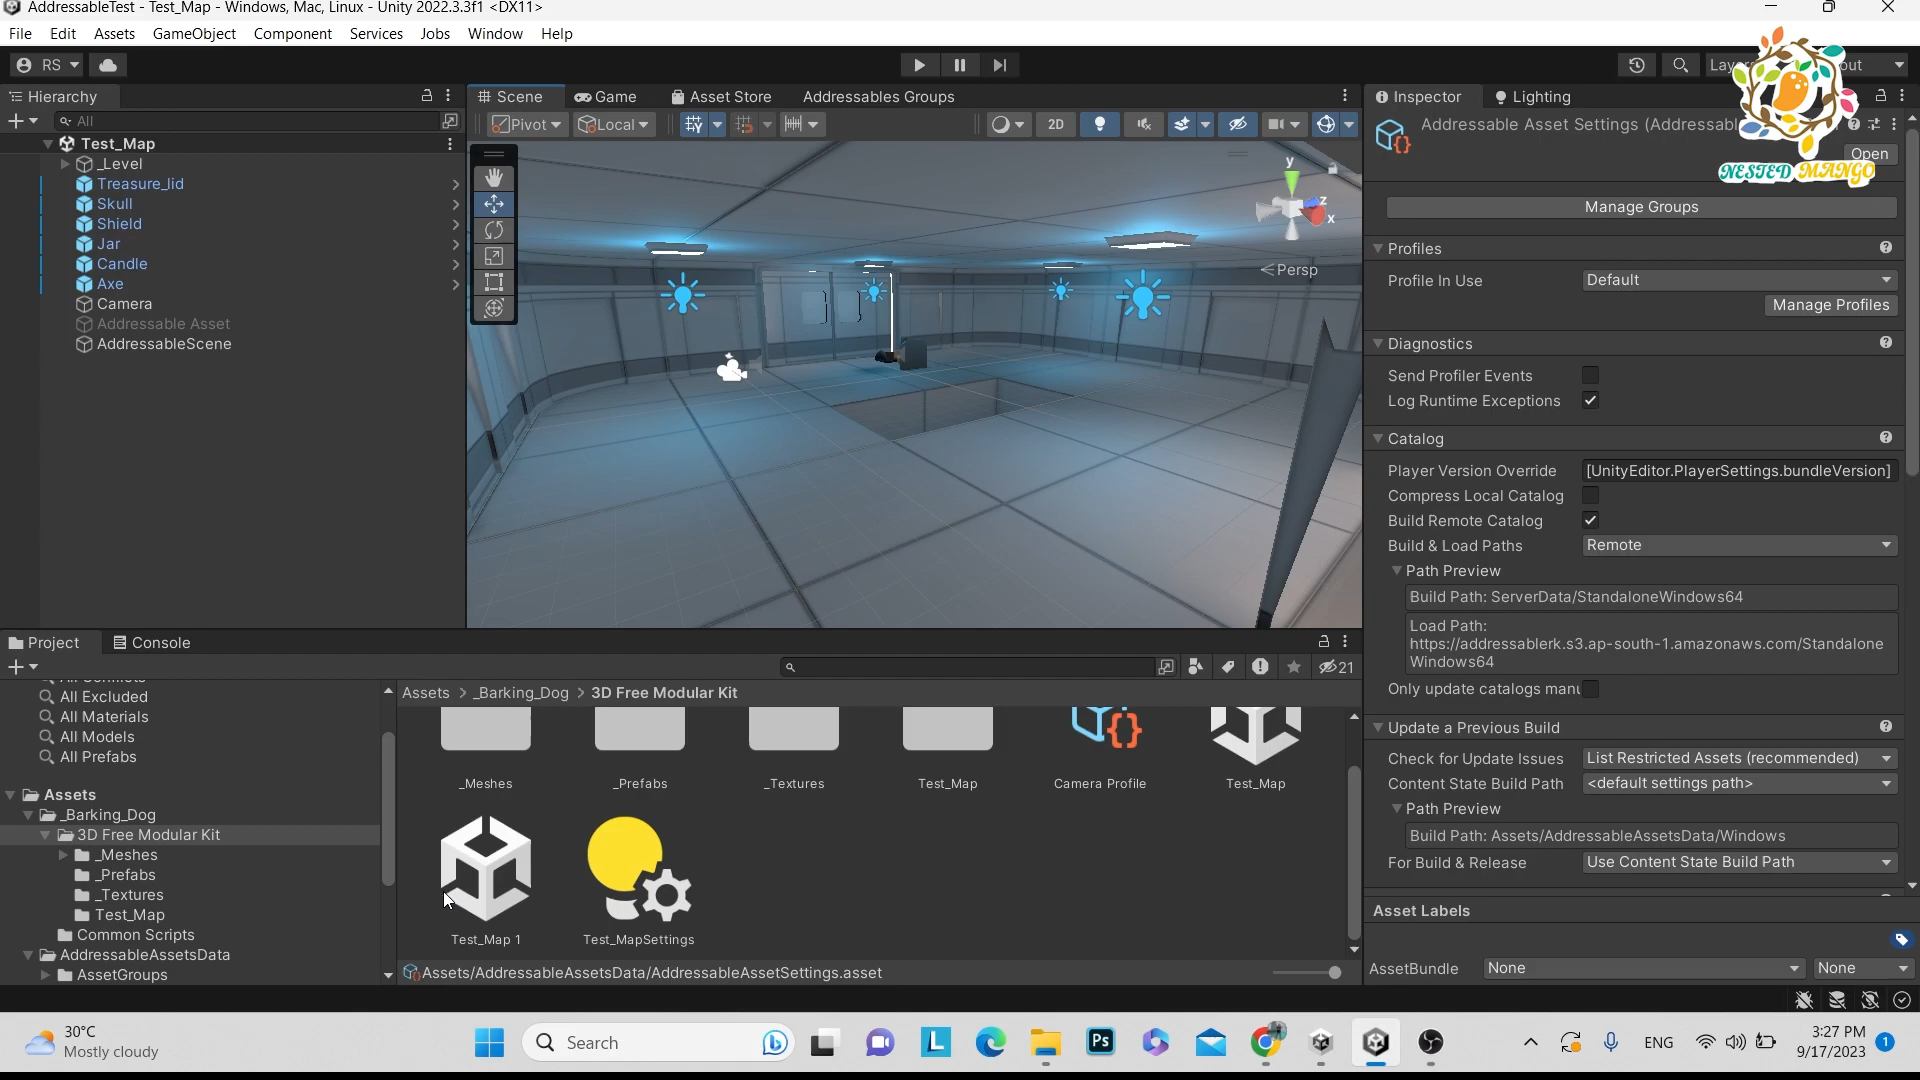 AddressableTest - Test_Map - Windows, Mac, Linux - Unity 2022.3.3f1 <DX11>
File Edit Assets GameObject Component Services Jobs Window Help
RS
Layers
out
NESTED MANGO
Hierarchy
All
Test_Map
_Level
Treasure_lid
Skull
Shield
Jar
Candle
Axe
Camera
Addressable Asset
AddressableScene
Scene Game Asset Store Addressables Groups
Pivot Local 2D
y
z
x
Persp
Inspector Lighting
Addressable Asset Settings (Addressab
Open
Manage Groups
Profiles
Profile In Use Default
Manage Profiles
Diagnostics
Send Profiler Events
Log Runtime Exceptions
Catalog
Player Version Override [UnityEditor.PlayerSettings.bundleVersion]
Compress Local Catalog
Build Remote Catalog
Build & Load Paths Remote
Path Preview
Build Path: ServerData/StandaloneWindows64
Load Path:
https://addressablerk.s3.ap-south-1.amazonaws.com/Standalone
Windows64
Only update catalogs manu
Update a Previous Build
Check for Update Issues List Restricted Assets (recommended)
Content State Build Path <default settings path>
Path Preview
Build Path: Assets/AddressableAssetsData/Windows
For Build & Release Use Content State Build Path
Asset Labels
AssetBundle None None
Project Console
21
All Excluded
All Materials
All Models
All Prefabs
Assets
_Barking_Dog
3D Free Modular Kit
_Meshes
_Prefabs
_Textures
Test_Map
Common Scripts
AddressableAssetsData
AssetGroups
Assets > _Barking_Dog > 3D Free Modular Kit
_Meshes _Prefabs _Textures Test_Map Camera Profile Test_Map
Test_Map 1 Test_MapSettings
Assets/AddressableAssetsData/AddressableAssetSettings.asset
30°C
Mostly cloudy
Search
L
Ps
ENG
3:27 PM
9/17/2023
1